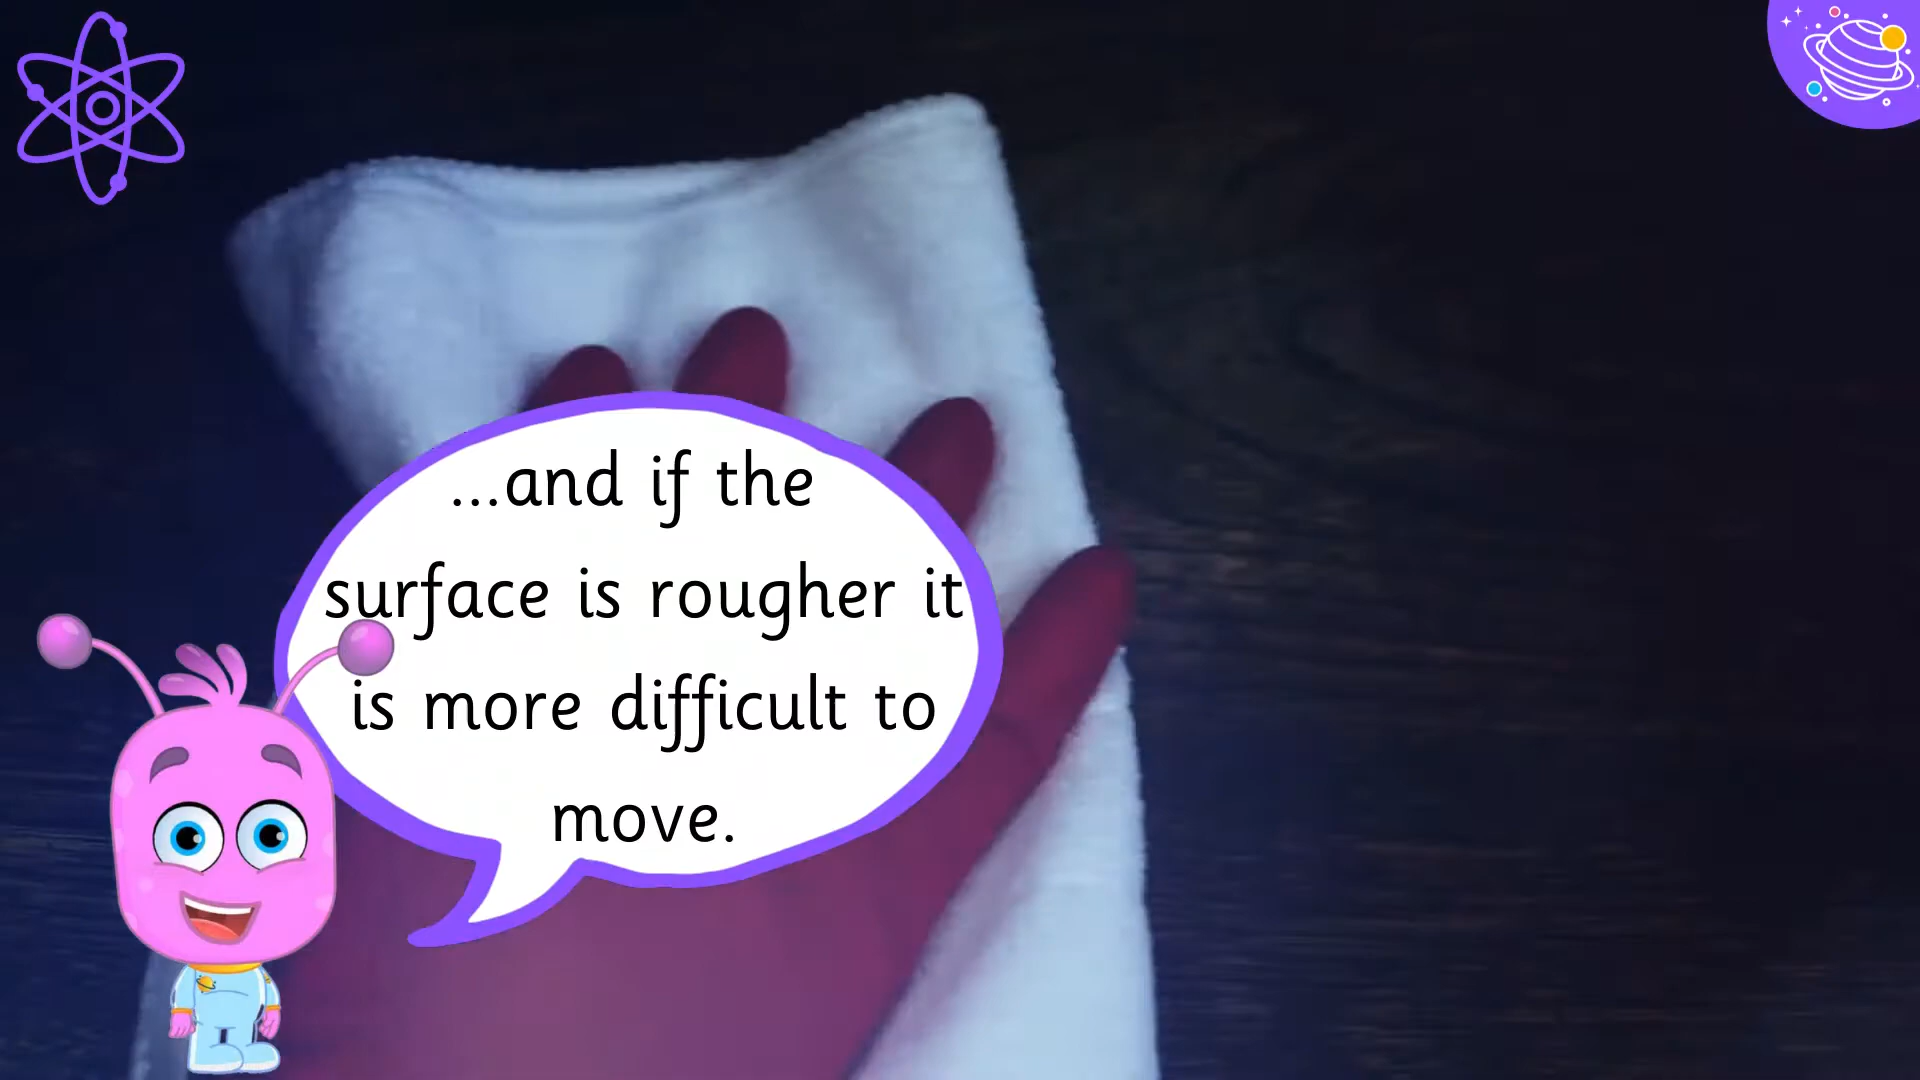 ...and if the
surface is rougher it
is more difficult to
move.